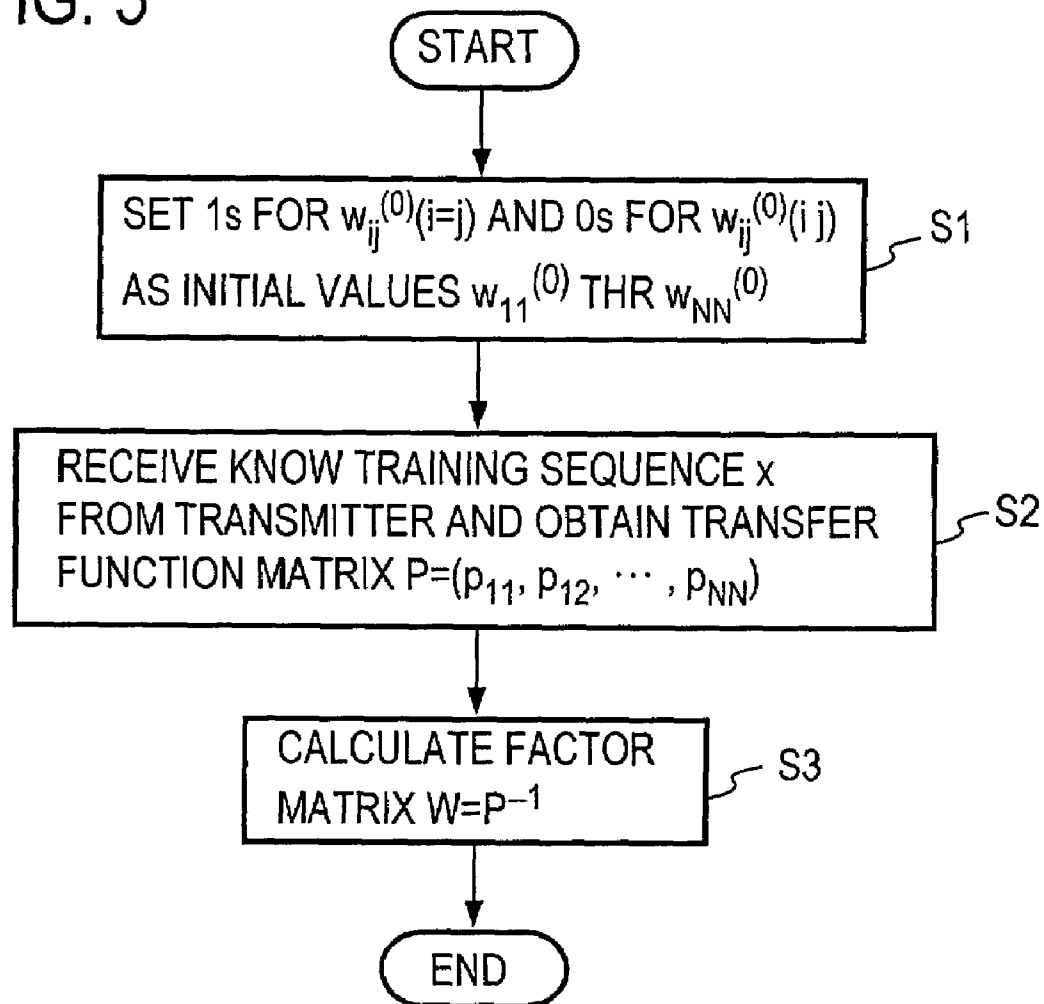 IG. 5
START
SET 1s FOR w_ij^(0)(i=j) AND 0s FOR w_ij^(0)(i j)
AS INITIAL VALUES w_11^(0) THR w_NN^(0)
S1
RECEIVE KNOW TRAINING SEQUENCE x
FROM TRANSMITTER AND OBTAIN TRANSFER
FUNCTION MATRIX P=(p_11, p_12, ⋯ , p_NN)
S2
CALCULATE FACTOR
MATRIX W=P^−1
S3
END